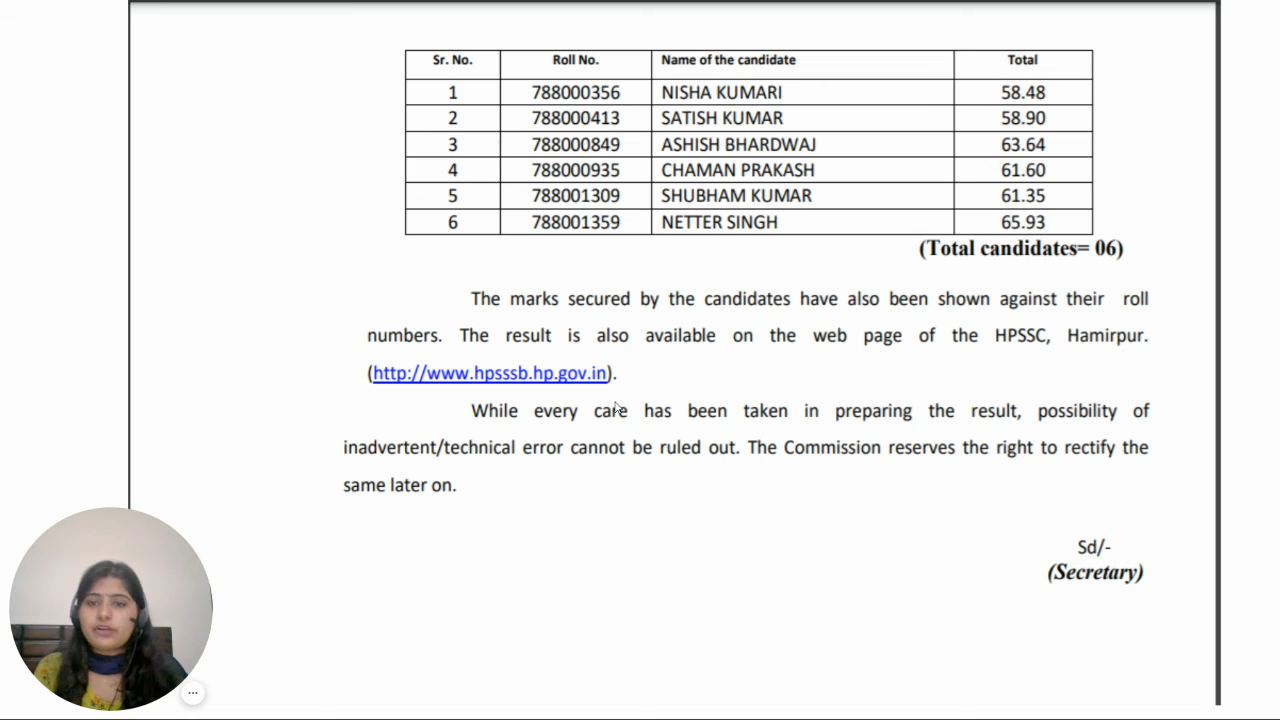 Sr. No. Roll No. Name of the candidate Total
1 788000356 NISHA KUMARI 58.48
2 788000413 SATISH KUMAR 58.90
3 788000849 ASHISH BHARDWAJ 63.64
4 788000935 CHAMAN PRAKASH 61.60
5 788001309 SHUBHAM KUMAR 61.35
6 788001359 NETTER SINGH 65.93
(Total candidates= 06)
The marks secured by the candidates have also been shown against their roll
numbers. The result is also available on the web page of the HPSSC, Hamirpur.
(http://www.hpsssb.hp.gov.in).
While every care has been taken in preparing the result, possibility of
inadvertent/technical error cannot be ruled out. The Commission reserves the right to rectify the
same later on.
Sd/-
(Secretary)